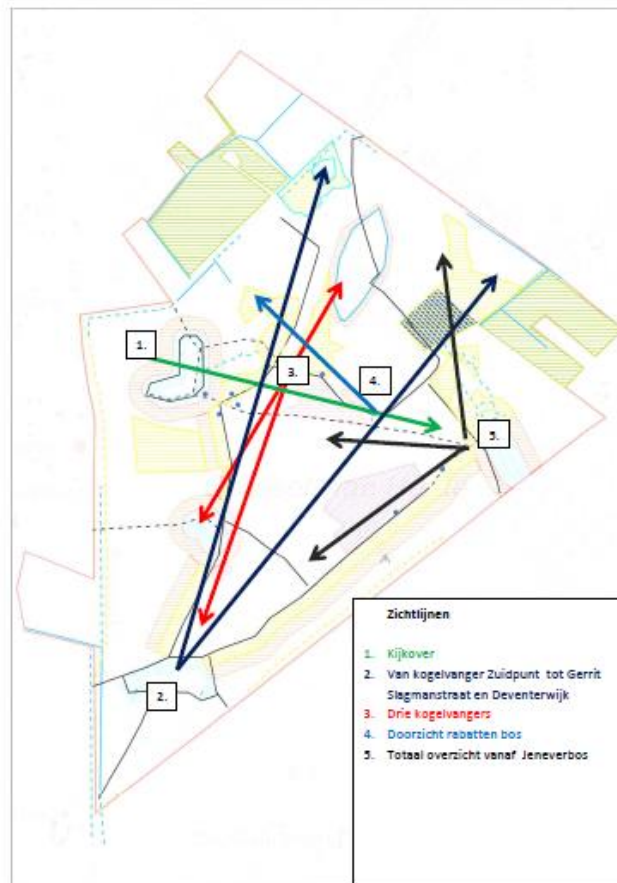 1.
3.
4.
5.
2.
Zichtlijnen
1. Kijkover
2. Van kogelvanger Zuidpunt tot Gerrit
Slagmanstraat en Deventerwijk
3. Drie kogelvangers
4. Doorzicht rabatten bos
5. Totaal overzicht vanaf Jeneverbos